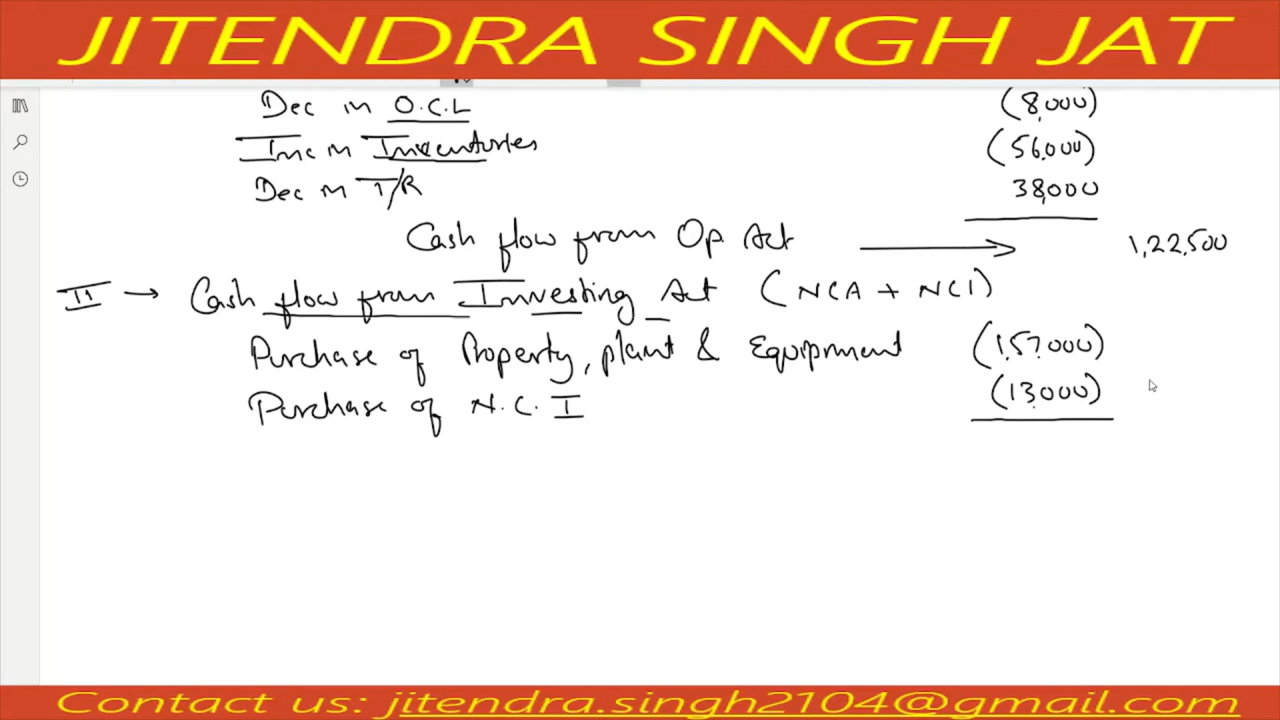 JITENDRA SINGH JAT
Dec in O.C.L (8,000)
Inc in Inventories (56,000)
Dec in T/R 38,000
Cash flow from Op Act → 1,22,500
II → Cash flow from Investing Act (NCA + NCI)
Purchase of Property, plant & Equipment (1,57,000)
Purchase of N.C.I (13,000)
Contact us: jitendra.singh2104@gmail.com